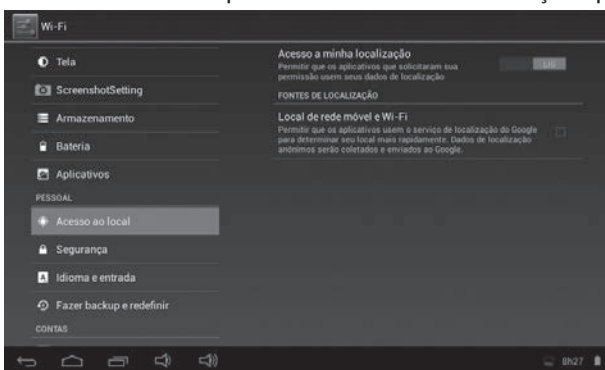 Wi-Fi
Tela
ScreenshotSetting
Armazenamento
Bateria
Aplicativos
PESSOAL
Acesso ao local
Segurança
Idioma e entrada
Fazer backup e redefinir
CONTAS
Acesso a minha localização
Permitir que os aplicativos que solicitaram sua
permissão usem seus dados de localização
LIG
FONTES DE LOCALIZAÇÃO
Local de rede móvel e Wi-Fi
Permitir que os aplicativos usem o serviço de localização do Google
para determinar seu local mais rapidamente. Dados de localização
anônimos serão coletados e enviados ao Google.
8h27